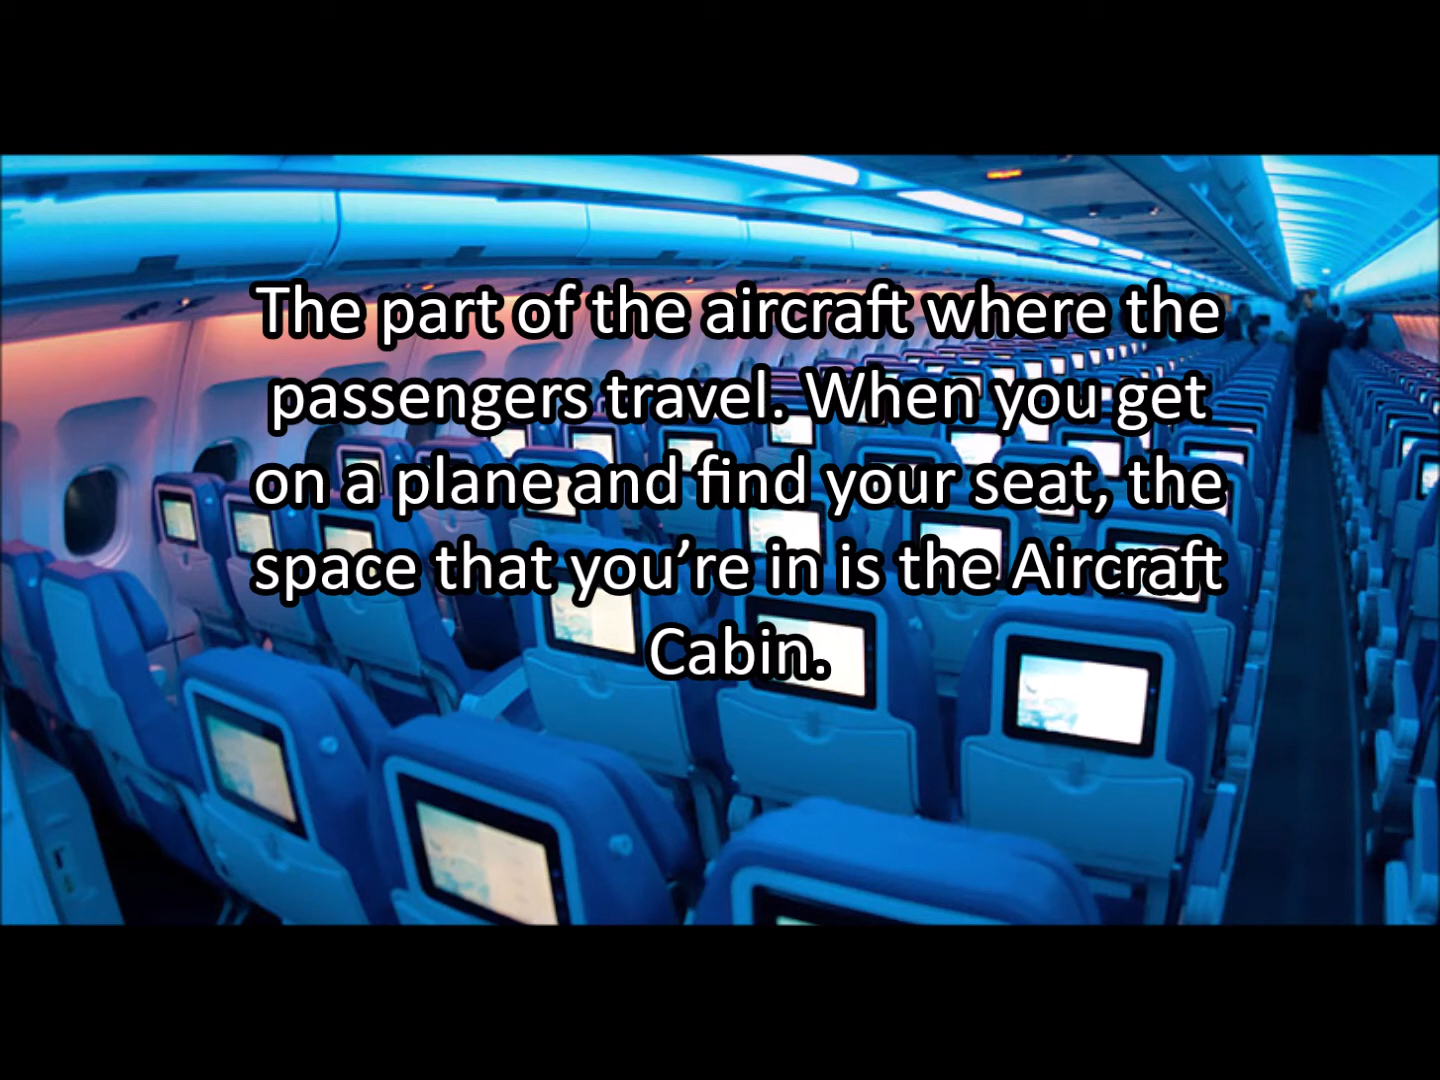 The part of the aircraft where the
passengers travel. When you get
on a plane and find your seat, the
space that you’re in is the Aircraft
Cabin.